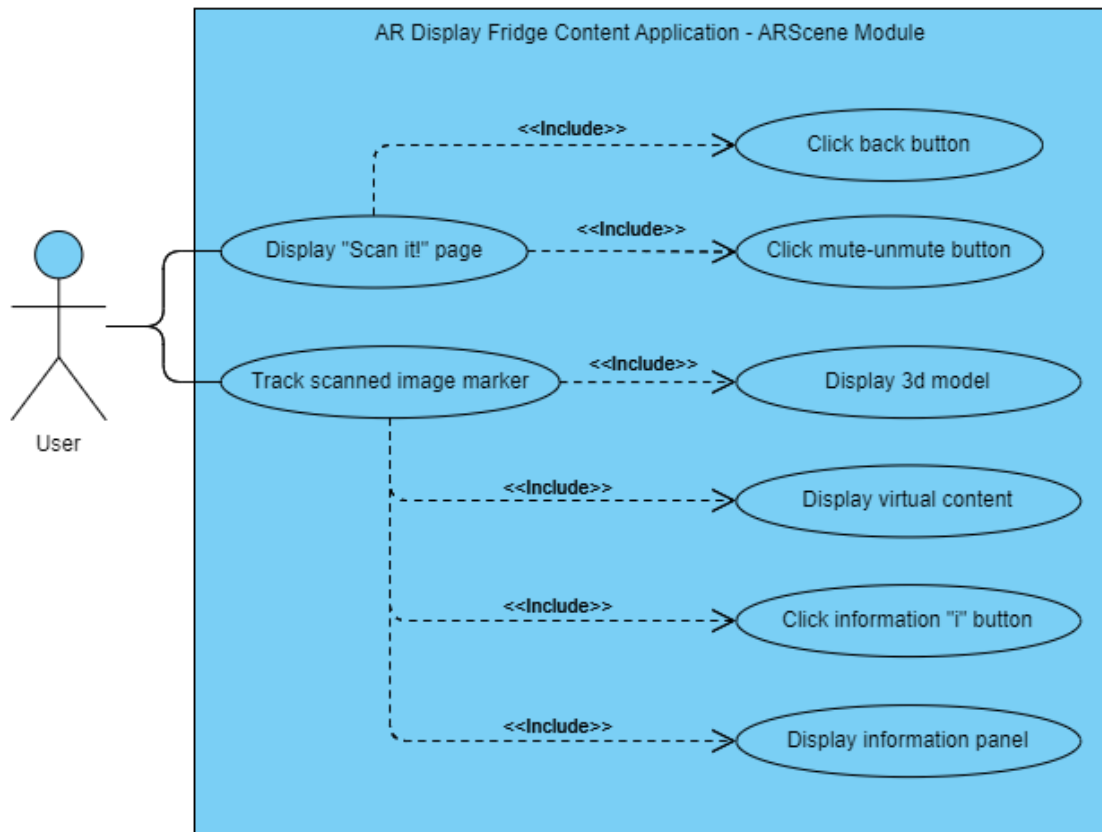 AR Display Fridge Content Application - ARScene Module
<<Include>>
Click back button
Display "Scan it!" page
<<Include>>
Click mute-unmute button
Track scanned image marker
<<Include>>
Display 3d model
User
<<Include>>
Display virtual content
<<Include>>
Click information "i" button
<<Include>>
Display information panel